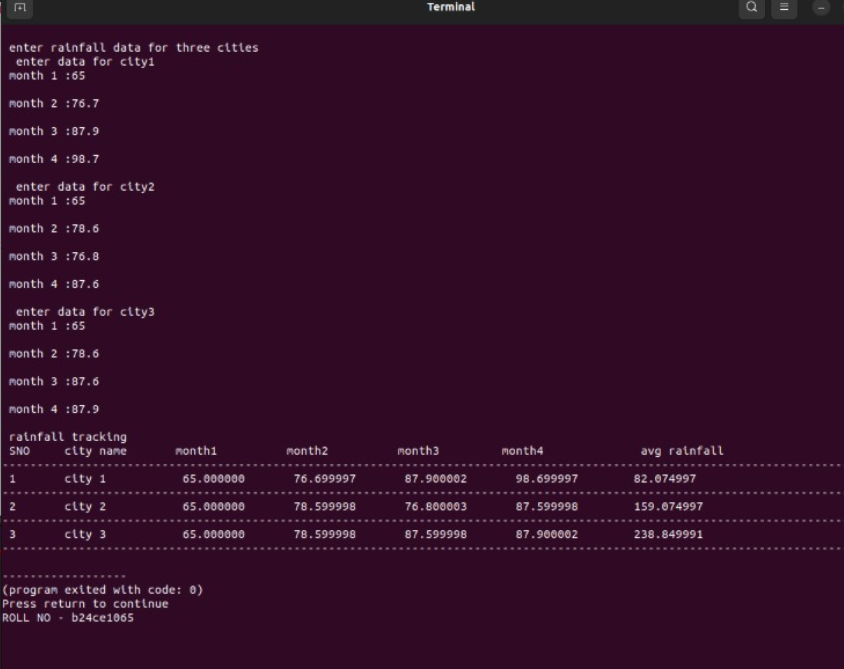 Terminal
enter rainfall data for three cities
enter data for city1
month 1 :65
month 2 :76.7
month 3 :87.9
month 4 :98.7
enter data for city2
month 1 :65
month 2 :78.6
month 3 :76.8
month 4 :87.6
enter data for city3
month 1 :65
month 2 :78.6
month 3 :87.6
month 4 :87.9
rainfall tracking
SNO city name month1 month2 month3 month4 avg rainfall
--------------------------------------------------------------------------------
1 city 1 65.000000 76.699997 87.900002 98.699997 82.074997
--------------------------------------------------------------------------------
2 city 2 65.000000 78.599998 76.800003 87.599998 159.074997
--------------------------------------------------------------------------------
3 city 3 65.000000 78.599998 87.599998 87.900002 238.849991
--------------------------------------------------------------------------------
------------------
(program exited with code: 0)
Press return to continue
ROLL NO - b24ce1065